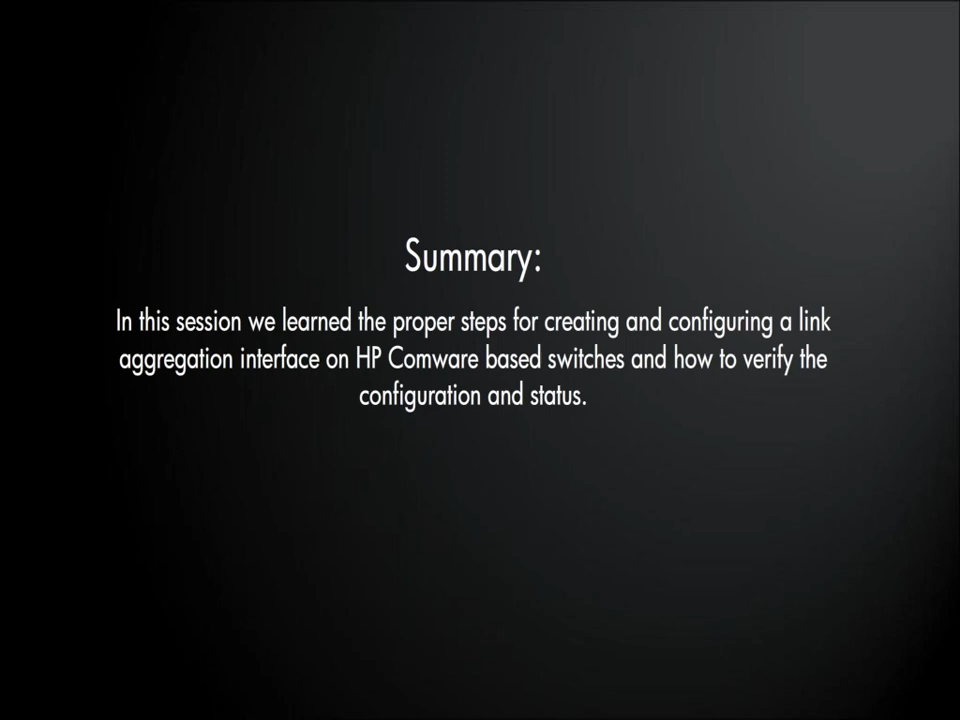 Summary:
In this session we learned the proper steps for creating and configuring a link
aggregation interface on HP Comware based switches and how to verify the
configuration and status.